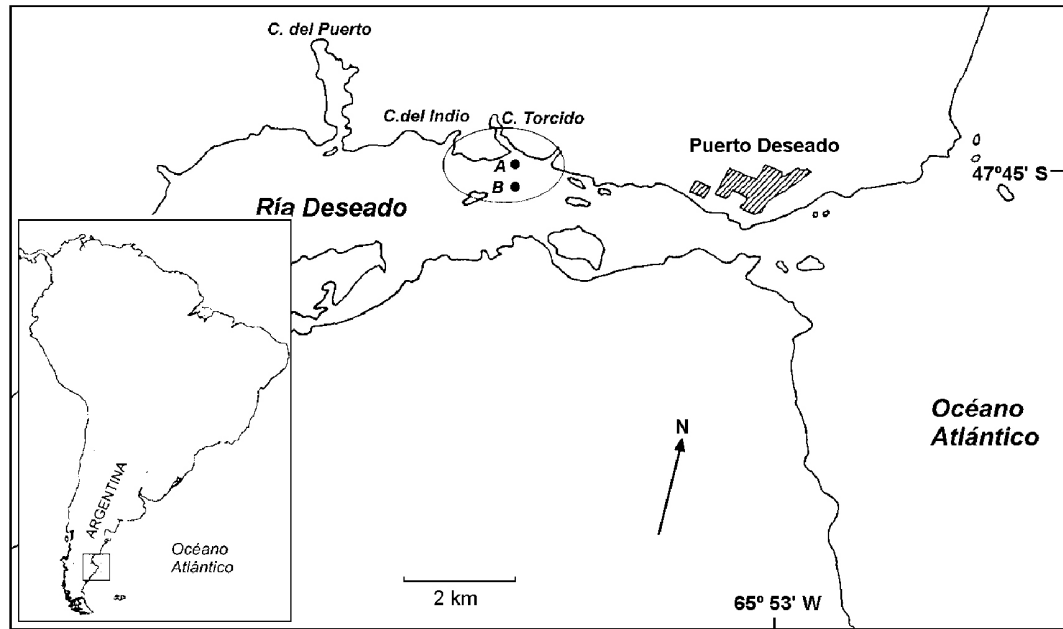 C. del Puerto
C.del Indio
C. Torcido
Puerto Deseado
A
47º45' S
B
Ría Deseado
Océano
Atlántico
N
ARGENTINA
Océano
Atlántico
2 km
65º 53' W